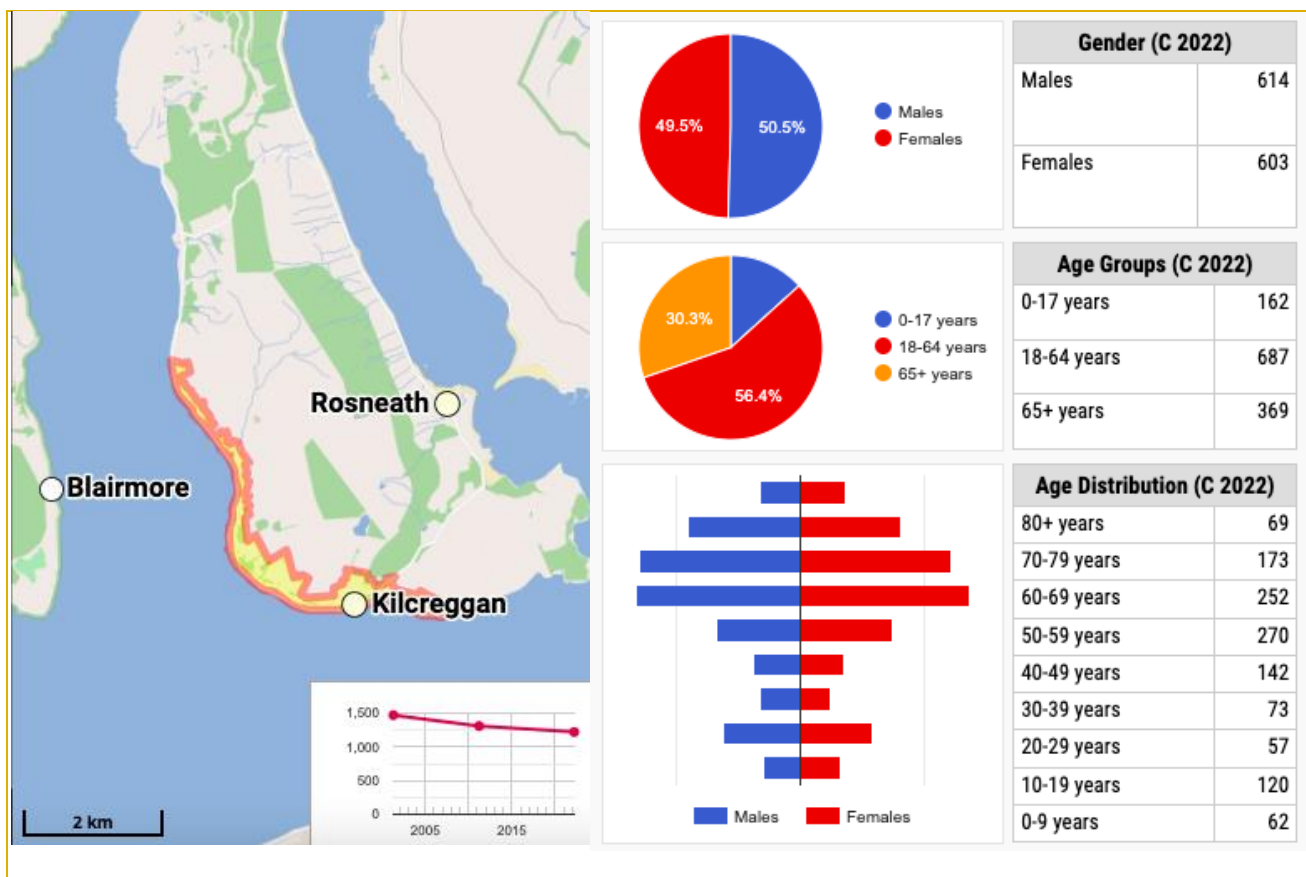 Rosneath
Blairmore
Kilcreggan
1,500
1,000
500
0
2005
2015
2 km
49.5%
50.5%
Males
Females
Gender (C 2022)
Males 614
Females 603
30.3%
56.4%
0-17 years
18-64 years
65+ years
Age Groups (C 2022)
0-17 years 162
18-64 years 687
65+ years 369
Males
Females
Age Distribution (C 2022)
80+ years 69
70-79 years 173
60-69 years 252
50-59 years 270
40-49 years 142
30-39 years 73
20-29 years 57
10-19 years 120
0-9 years 62